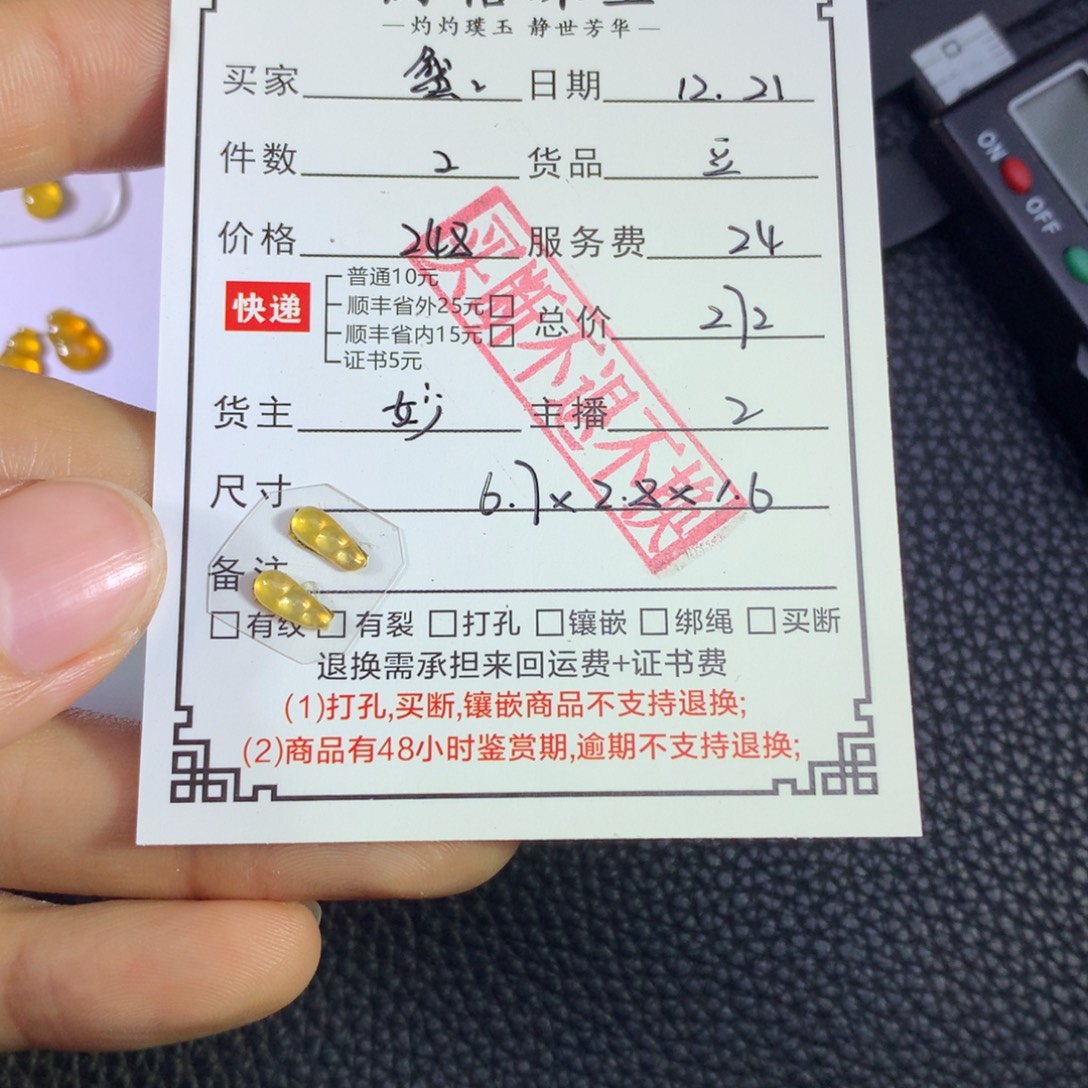 —灼灼璞玉 静世芳华—
买家 日期 12.21
件数 2 货品 豆
价格 248 服务费 24
快递
普通10元
顺丰省外25元□
顺丰省内15元□
证书5元
总价 272
货主 妙 主播 2
尺寸 6.7×2.8×1.6
备注
□有纹 □有裂 □打孔 □镶嵌 □绑绳 □买断
退换需承担来回运费+证书费
(1)打孔,买断,镶嵌商品不支持退换;
(2)商品有48小时鉴赏期,逾期不支持退换;
买断不退不换
ON
OFF